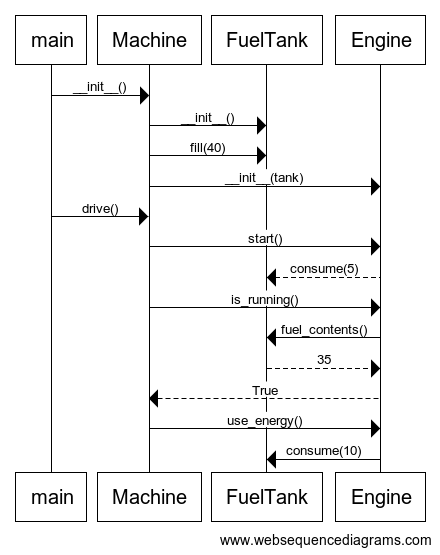 main Machine FuelTank Engine
__init__()
__init__()
fill(40)
__init__(tank)
drive()
start()
consume(5)
is_running()
fuel_contents()
35
True
use_energy()
consume(10)
main Machine FuelTank Engine
www.websequencediagrams.com